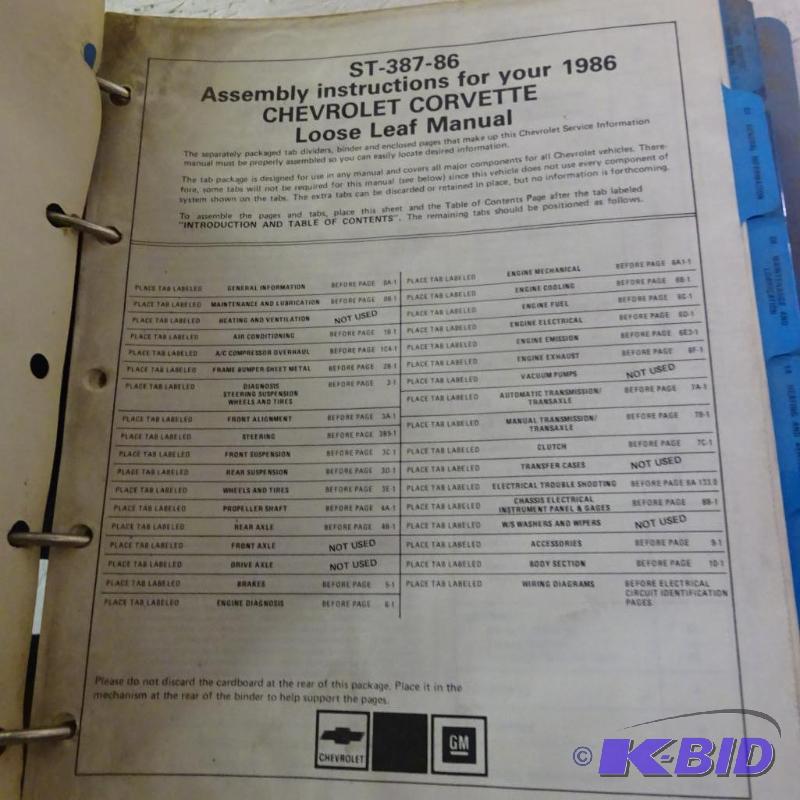 ST-387-86
Assembly instructions for your 1986
CHEVROLET CORVETTE
Loose Leaf Manual
The separately packaged tab dividers, binder and enclosed pages that make up this Chevrolet Service Information
manual must be properly assembled so you can easily locate desired information.
The tab package is designed for use in any manual and covers all major components for all Chevrolet vehicles. There-
fore, some tabs will not be required for this manual (see below) since this vehicle does not use every component of
system shown on the tabs. The extra tabs can be discarded or retained in place, but no information is forthcoming.
To assemble the pages and tabs, place this sheet and the Table of Contents Page after the tab labeled
"INTRODUCTION AND TABLE OF CONTENTS". The remaining tabs should be positioned as follows.
PLACE TAB LABELED GENERAL INFORMATION BEFORE PAGE 0A-1
PLACE TAB LABELED MAINTENANCE AND LUBRICATION BEFORE PAGE 0B-1
PLACE TAB LABELED HEATING AND VENTILATION NOT USED
PLACE TAB LABELED AIR CONDITIONING BEFORE PAGE 1B-1
PLACE TAB LABELED A/C COMPRESSOR OVERHAUL BEFORE PAGE 1C4-1
PLACE TAB LABELED FRAME BUMPER-SHEET METAL BEFORE PAGE 2B-1
PLACE TAB LABELED DIAGNOSIS BEFORE PAGE 3-1
STEERING SUSPENSION
WHEELS AND TIRES
PLACE TAB LABELED FRONT ALIGNMENT BEFORE PAGE 3A-1
PLACE TAB LABELED STEERING BEFORE PAGE 3B5-1
PLACE TAB LABELED FRONT SUSPENSION BEFORE PAGE 3C-1
PLACE TAB LABELED REAR SUSPENSION BEFORE PAGE 3D-1
PLACE TAB LABELED WHEELS AND TIRES BEFORE PAGE 3E-1
PLACE TAB LABELED PROPELLER SHAFT BEFORE PAGE 4A-1
PLACE TAB LABELED REAR AXLE BEFORE PAGE 4B-1
PLACE TAB LABELED FRONT AXLE NOT USED
PLACE TAB LABELED DRIVE AXLE NOT USED
PLACE TAB LABELED BRAKES BEFORE PAGE 5-1
PLACE TAB LABELED ENGINE DIAGNOSIS BEFORE PAGE 6-1
PLACE TAB LABELED ENGINE MECHANICAL BEFORE PAGE 6A1-1
PLACE TAB LABELED ENGINE COOLING BEFORE PAGE 6B-1
PLACE TAB LABELED ENGINE FUEL BEFORE PAGE 6C-1
PLACE TAB LABELED ENGINE ELECTRICAL BEFORE PAGE 6D-1
PLACE TAB LABELED ENGINE EMISSION BEFORE PAGE 6E3-1
PLACE TAB LABELED ENGINE EXHAUST BEFORE PAGE 6F-1
PLACE TAB LABELED VACUUM PUMPS NOT USED
PLACE TAB LABELED AUTOMATIC TRANSMISSION/ BEFORE PAGE 7A-1
TRANSAXLE
PLACE TAB LABELED MANUAL TRANSMISSION/ BEFORE PAGE 7B-1
TRANSAXLE
PLACE TAB LABELED CLUTCH BEFORE PAGE 7C-1
PLACE TAB LABELED TRANSFER CASES NOT USED
PLACE TAB LABELED ELECTRICAL TROUBLE SHOOTING BEFORE PAGE 8A 133.0
PLACE TAB LABELED CHASSIS ELECTRICAL BEFORE PAGE 8B-1
INSTRUMENT PANEL & GAGES
PLACE TAB LABELED W/S WASHERS AND WIPERS NOT USED
PLACE TAB LABELED ACCESSORIES BEFORE PAGE 9-1
PLACE TAB LABELED BODY SECTION BEFORE PAGE 10-1
PLACE TAB LABELED WIRING DIAGRAMS BEFORE ELECTRICAL
CIRCUIT IDENTIFICATION
PAGES
Please do not discard the cardboard at the rear of this package. Place it in the
mechanism at the rear of the binder to help support the pages.
CHEVROLET
GM
GENERAL INFORMATION
MAINTENANCE AND
LUBRICATION
HEATING AND
© K-BID